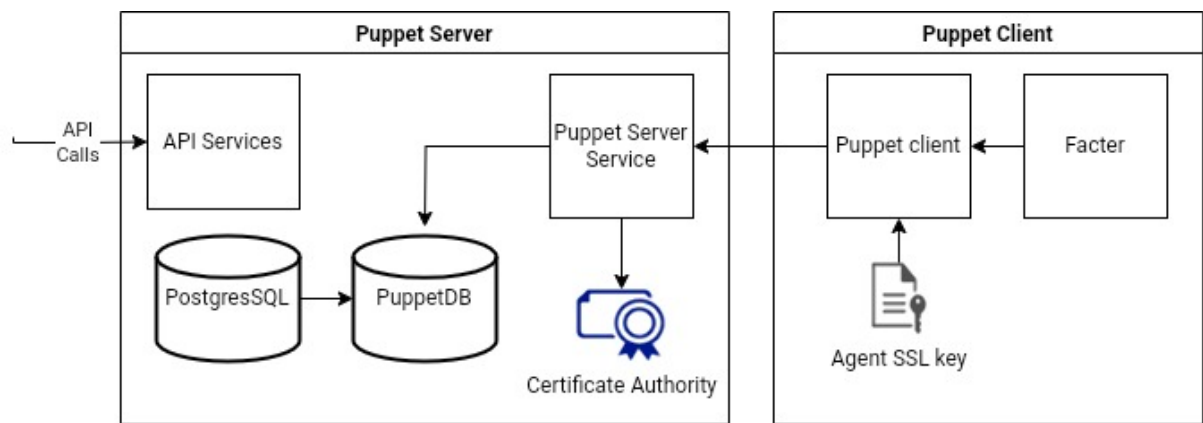 Puppet Server
Puppet Client
API
Calls
API Services
Puppet Server
Service
Puppet client
Facter
PostgresSQL
PuppetDB
Certificate Authority
Agent SSL key